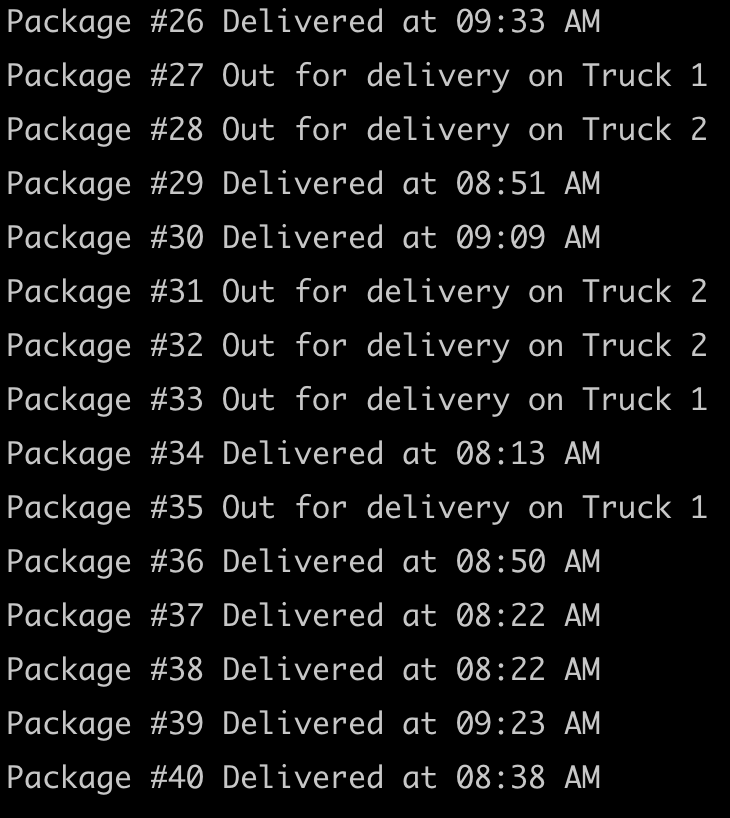 Package #26 Delivered at 09:33 AM
Package #27 Out for delivery on Truck 1
Package #28 Out for delivery on Truck 2
Package #29 Delivered at 08:51 AM
Package #30 Delivered at 09:09 AM
Package #31 Out for delivery on Truck 2
Package #32 Out for delivery on Truck 2
Package #33 Out for delivery on Truck 1
Package #34 Delivered at 08:13 AM
Package #35 Out for delivery on Truck 1
Package #36 Delivered at 08:50 AM
Package #37 Delivered at 08:22 AM
Package #38 Delivered at 08:22 AM
Package #39 Delivered at 09:23 AM
Package #40 Delivered at 08:38 AM